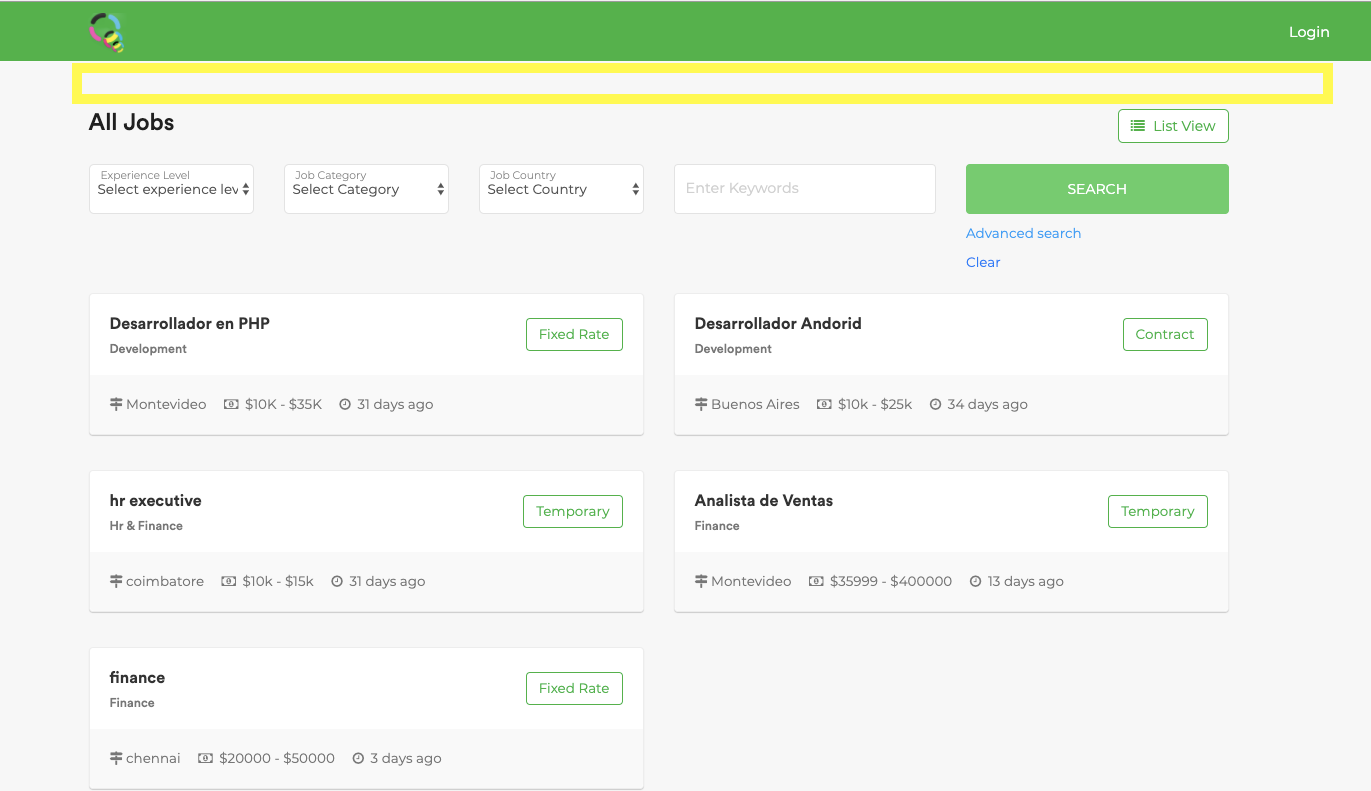 Login
All Jobs
List View
Experience Level
Select experience lev
Job Category
Select Category
Job Country
Select Country
Enter Keywords
SEARCH
Advanced search
Clear
Desarrollador en PHP
Development
Fixed Rate
Montevideo $10K - $35K 31 days ago
Desarrollador Andorid
Development
Contract
Buenos Aires $10k - $25k 34 days ago
hr executive
Hr & Finance
Temporary
coimbatore $10k - $15k 31 days ago
Analista de Ventas
Finance
Temporary
Montevideo $35999 - $400000 13 days ago
finance
Finance
Fixed Rate
chennai $20000 - $50000 3 days ago